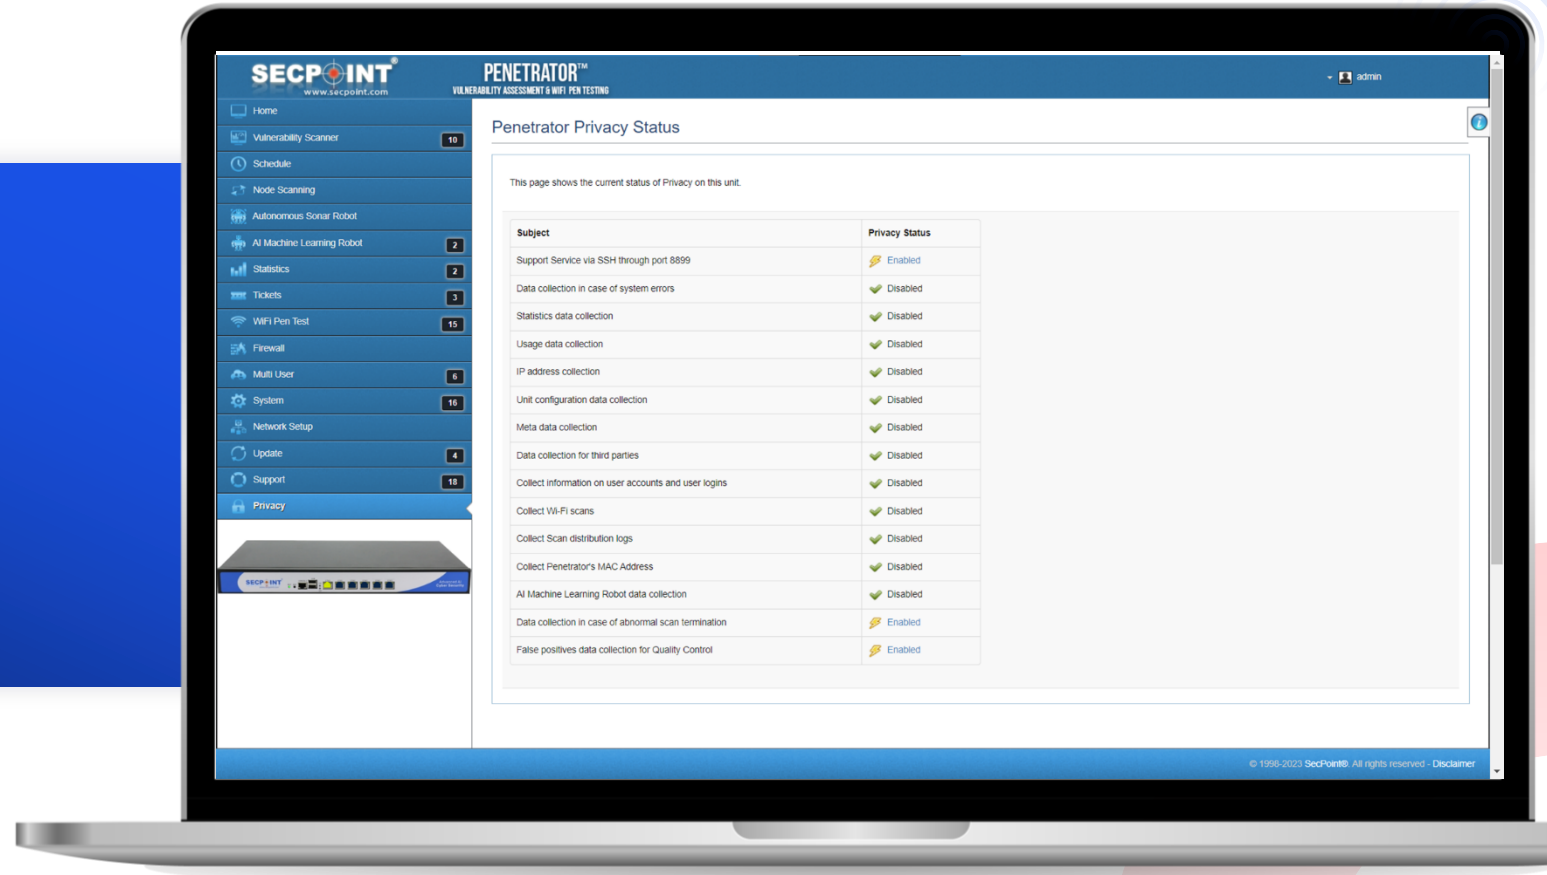 SECPOINT®
www.secpoint.com
PENETRATOR™
VULNERABILITY ASSESSMENT & WIFI PEN TESTING
admin
Home
Vulnerability Scanner 10
Schedule
Node Scanning
Autonomous Sonar Robot
AI Machine Learning Robot 2
Statistics 2
Tickets 3
WiFi Pen Test 15
Firewall
Multi User 6
System 16
Network Setup
Update 4
Support 18
Privacy
SECPOINT
Penetrator Privacy Status
This page shows the current status of Privacy on this unit.
Subject Privacy Status
Support Service via SSH through port 8899 Enabled
Data collection in case of system errors Disabled
Statistics data collection Disabled
Usage data collection Disabled
IP address collection Disabled
Unit configuration data collection Disabled
Meta data collection Disabled
Data collection for third parties Disabled
Collect information on user accounts and user logins Disabled
Collect Wi-Fi scans Disabled
Collect Scan distribution logs Disabled
Collect Penetrator's MAC Address Disabled
AI Machine Learning Robot data collection Disabled
Data collection in case of abnormal scan termination Enabled
False positives data collection for Quality Control Enabled
© 1998-2023 SecPoint®. All rights reserved - Disclaimer